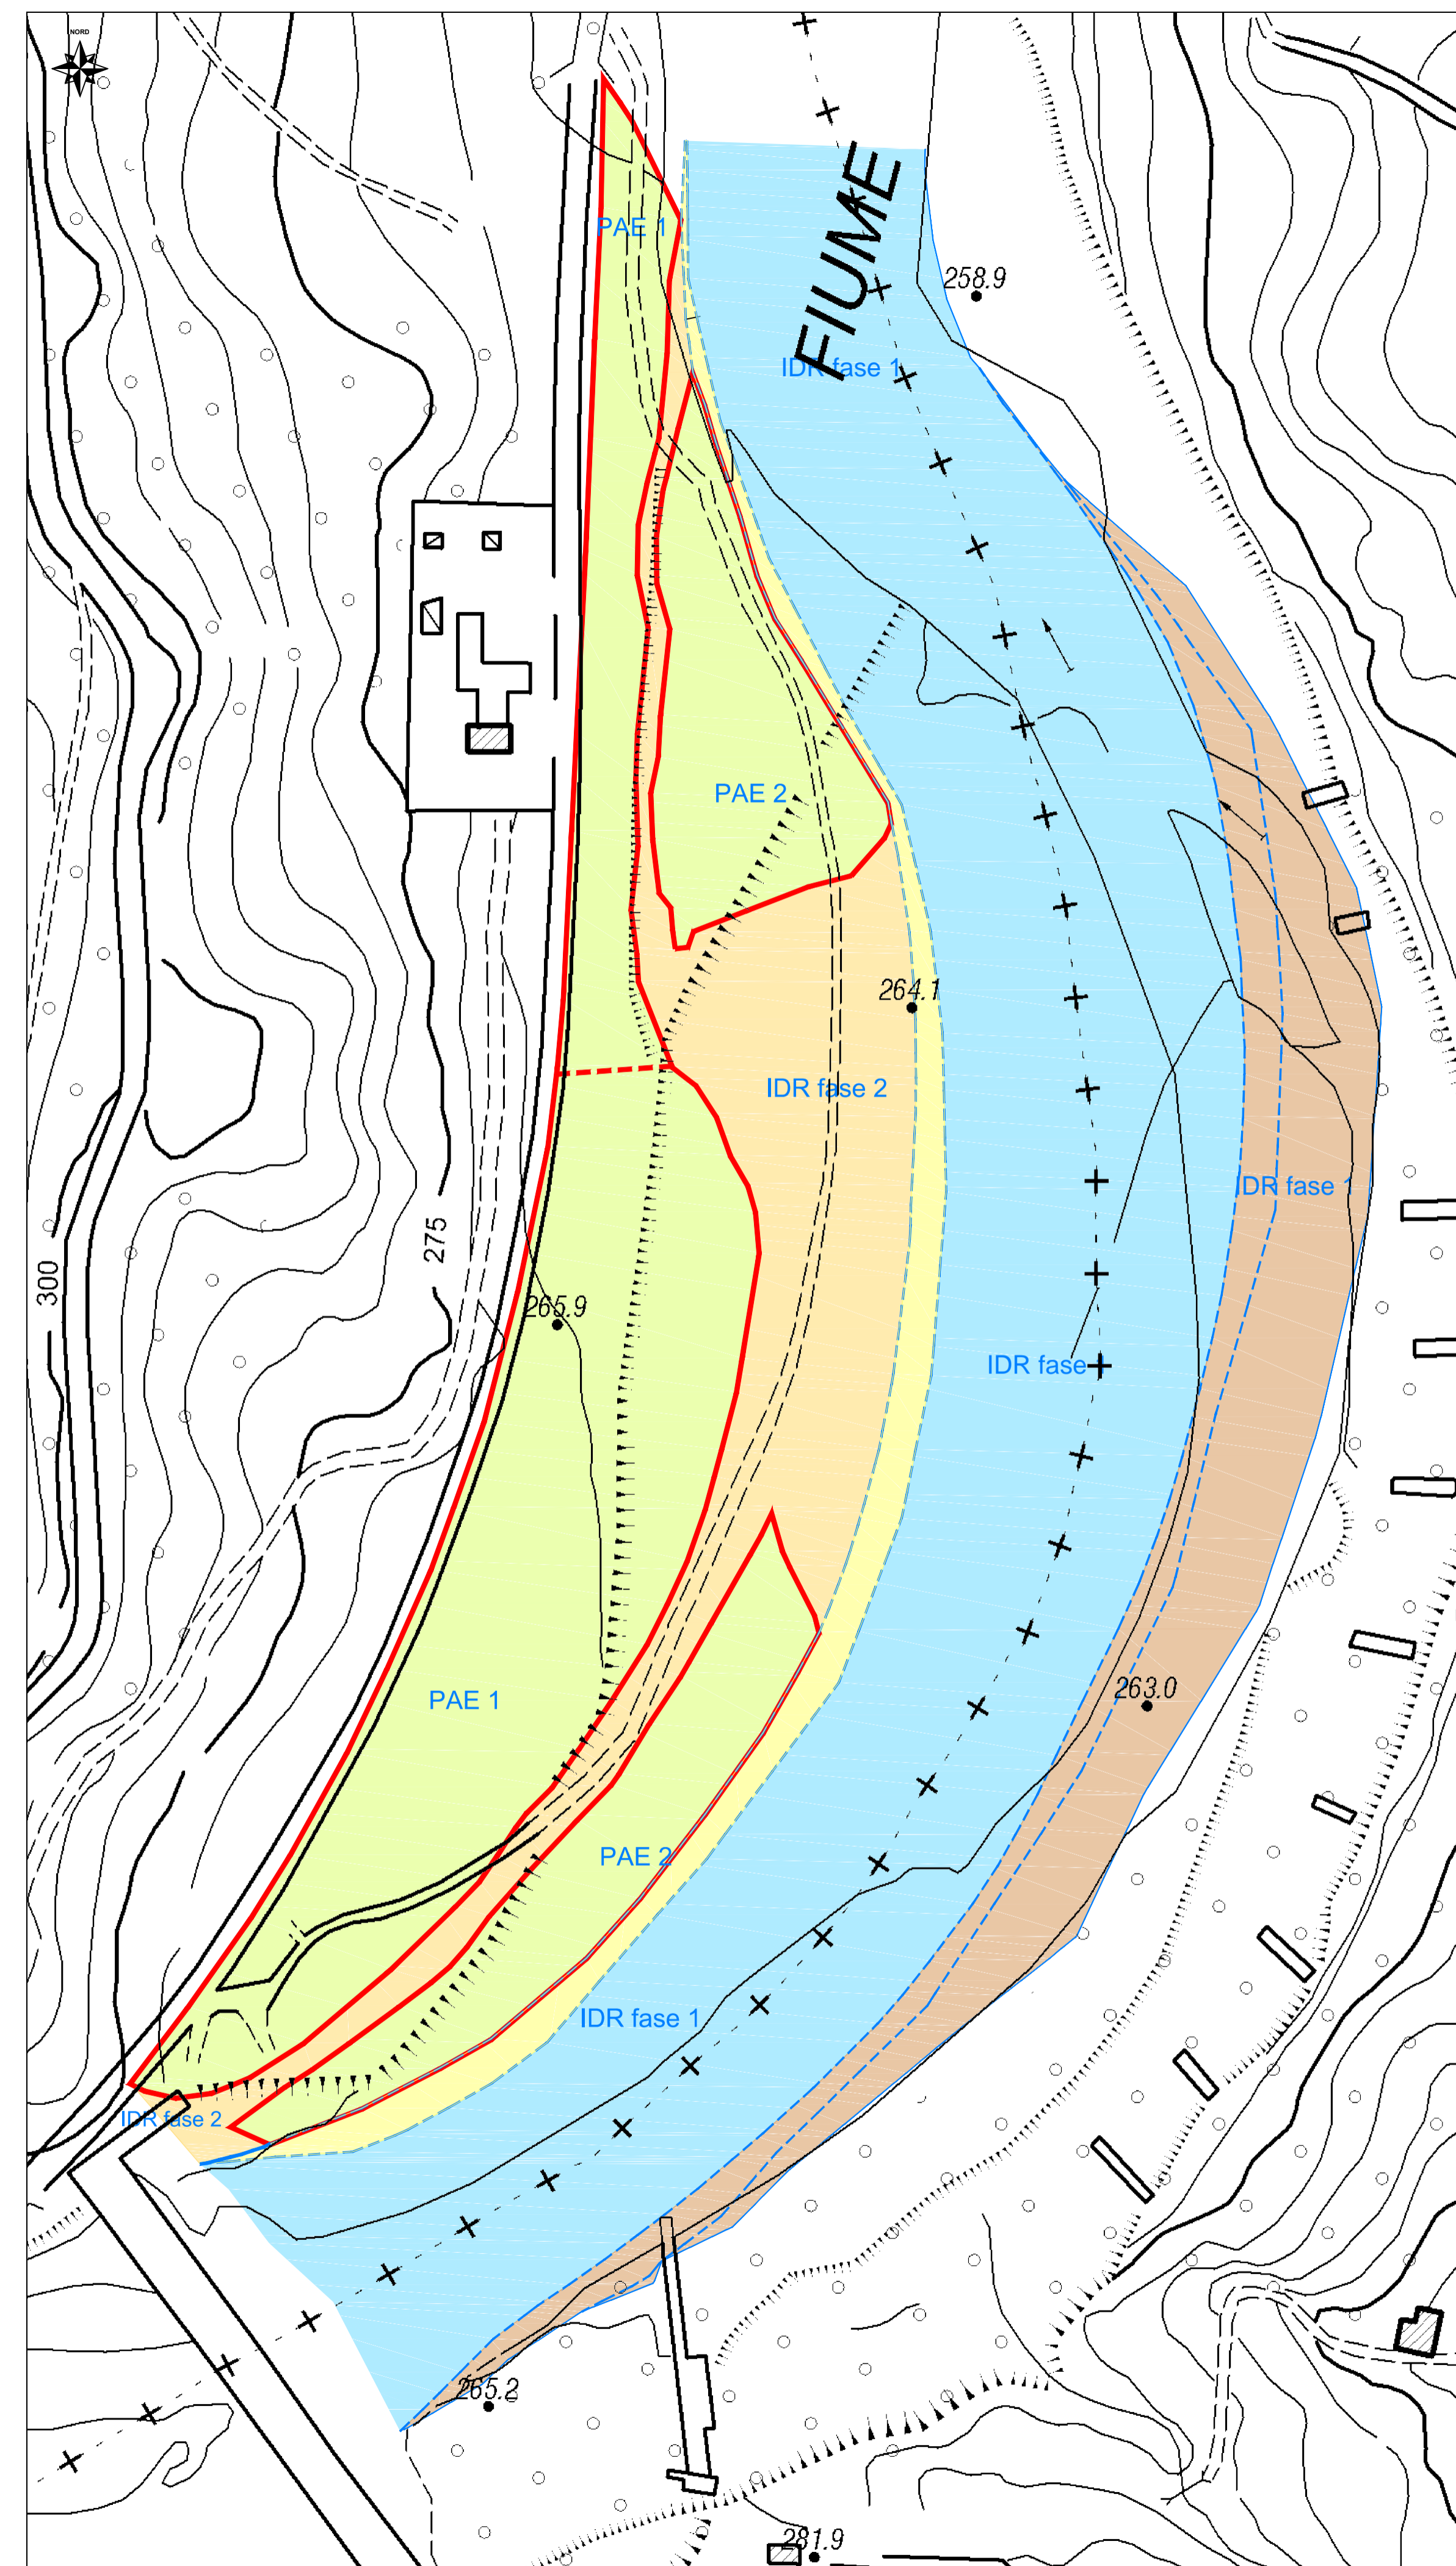 NORD
PAE 1
FIUME
258.9
IDR fase 1
PAE 2
264.1
IDR fase 2
IDR fase 1
275
300
265.9
IDR fase 1
PAE 1
263.0
PAE 2
IDR fase 1
IDR fase 2
265.2
281.9